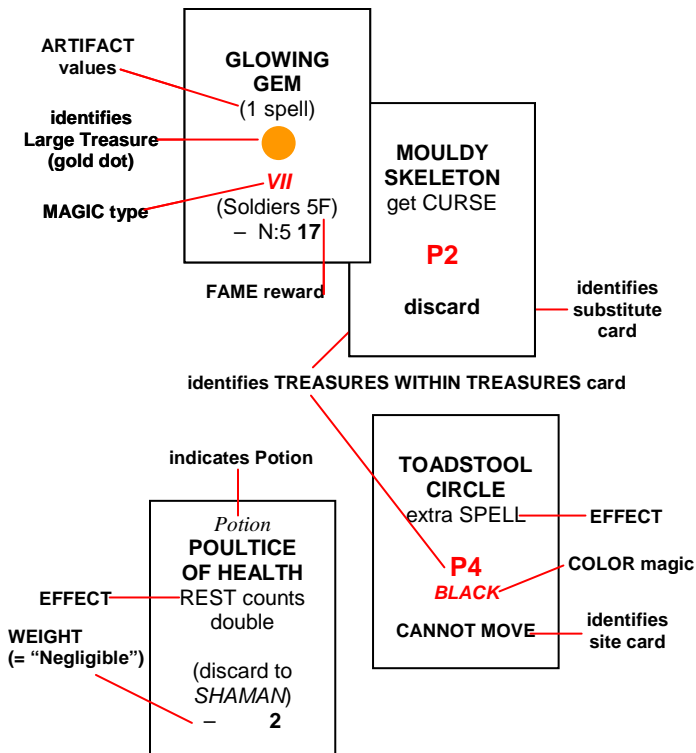 ARTIFACT
values
GLOWING
GEM
(1 spell)
identifies
Large Treasure
(gold dot)
VII
MAGIC type
(Soldiers 5F)
– N:5 17
FAME reward
MOULDY
SKELETON
get CURSE
P2
discard
identifies
substitute
card
identifies TREASURES WITHIN TREASURES card
indicates Potion
Potion
POULTICE
OF HEALTH
EFFECT
REST counts
double
WEIGHT
(= “Negligible”)
(discard to
SHAMAN)
– 2
TOADSTOOL
CIRCLE
extra SPELL
EFFECT
P4
BLACK
COLOR magic
CANNOT MOVE
identifies
site card